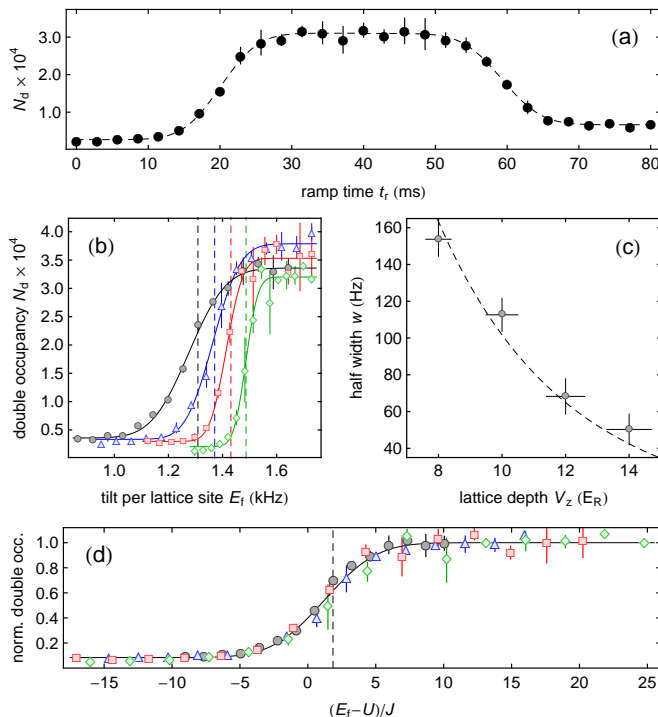 (a)
N_d × 10^4
3.0
2.0
1.0
0 10 20 30 40 50 60 70 80
ramp time t_r (ms)
(b)
double occupancy N_d × 10^4
4.0
3.5
3.0
2.5
2.0
1.5
1.0
0.5
1.0 1.2 1.4 1.6
tilt per lattice site E_f (kHz)
(c)
half width w (Hz)
160
140
120
100
80
60
40
8 10 12 14
lattice depth V_z (E_R)
(d)
norm. double occ.
1.0
0.8
0.6
0.4
0.2
−15 −10 −5 0 5 10 15 20 25
(E_f−U)/J